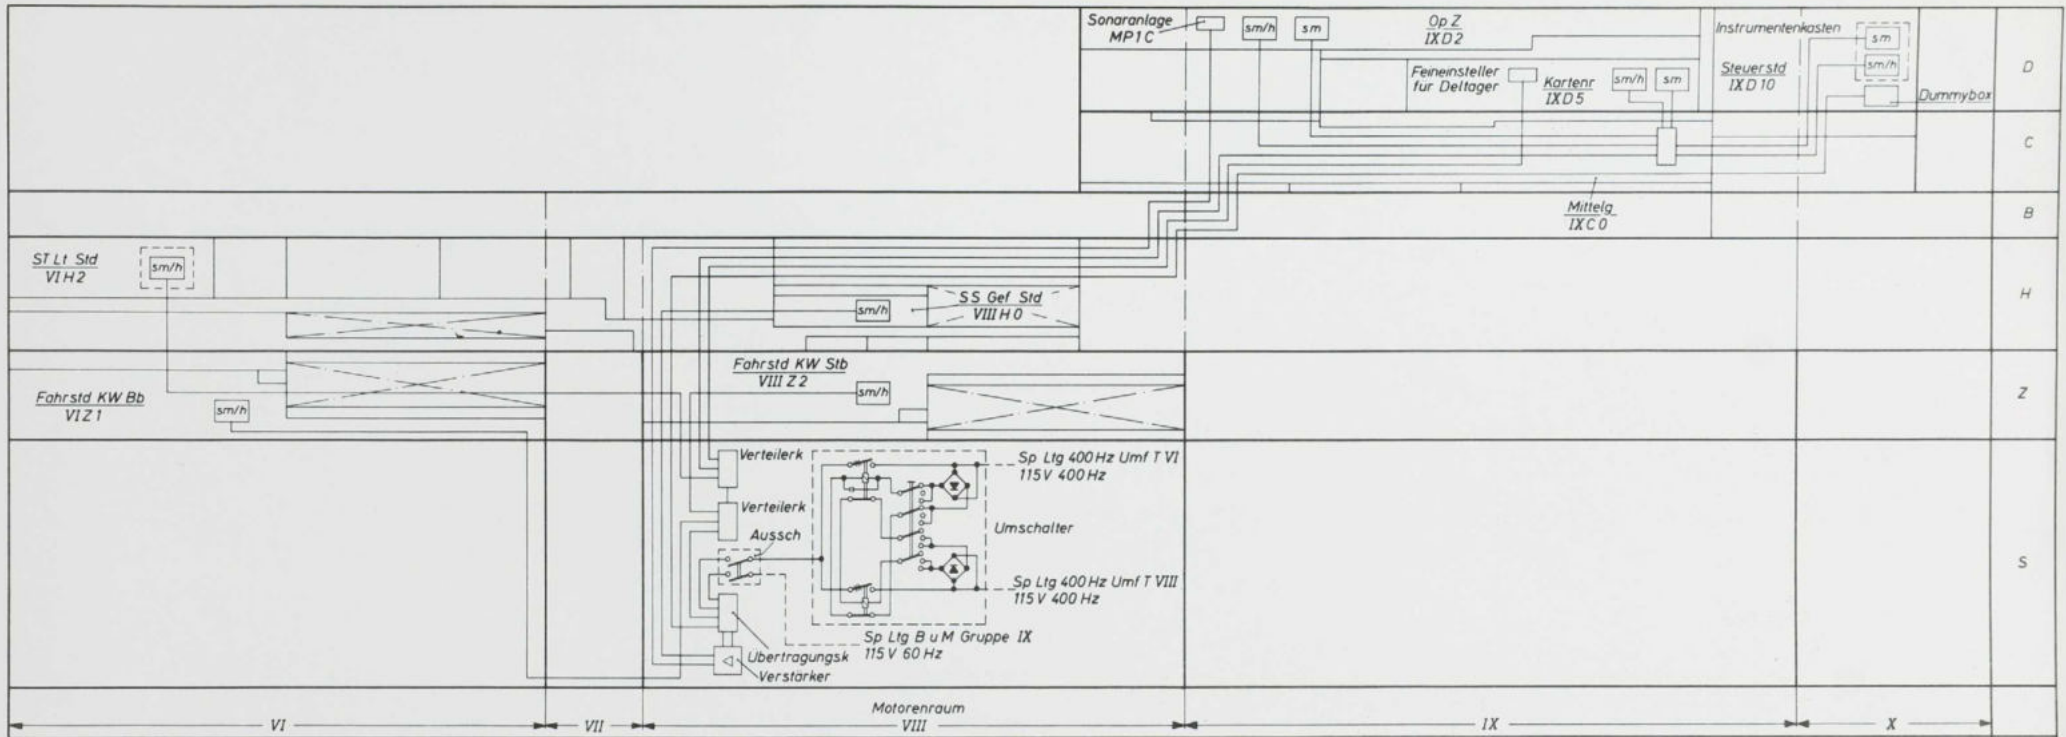 Sonaranlage
MP1C
sm/h
sm
Op Z
IX D2
Instrumentenkasten
sm
sm/h
Feineinsteller
für Deltager
Kartenr
IX D5
sm/h
sm
Steuerstd
IX D10
Dummybox
D
C
Mittelg
IX C 0
B
ST Lt Std
VI H 2
sm/h
SS Gef Std
VIII H 0
sm/h
H
Fahrstd KW Stb
VIII Z 2
sm/h
Fahrstd KW Bb
VI Z 1
sm/h
Z
Verteilerk
Sp Ltg 400 Hz Umf T VI
115 V 400 Hz
Verteilerk
Umschalter
Aussch
S
Sp Ltg 400 Hz Umf T VIII
115 V 400 Hz
Sp Ltg B u M Gruppe IX
115 V 60 Hz
Übertragungsk
Verstärker
Motorenraum
VI
VII
VIII
IX
X